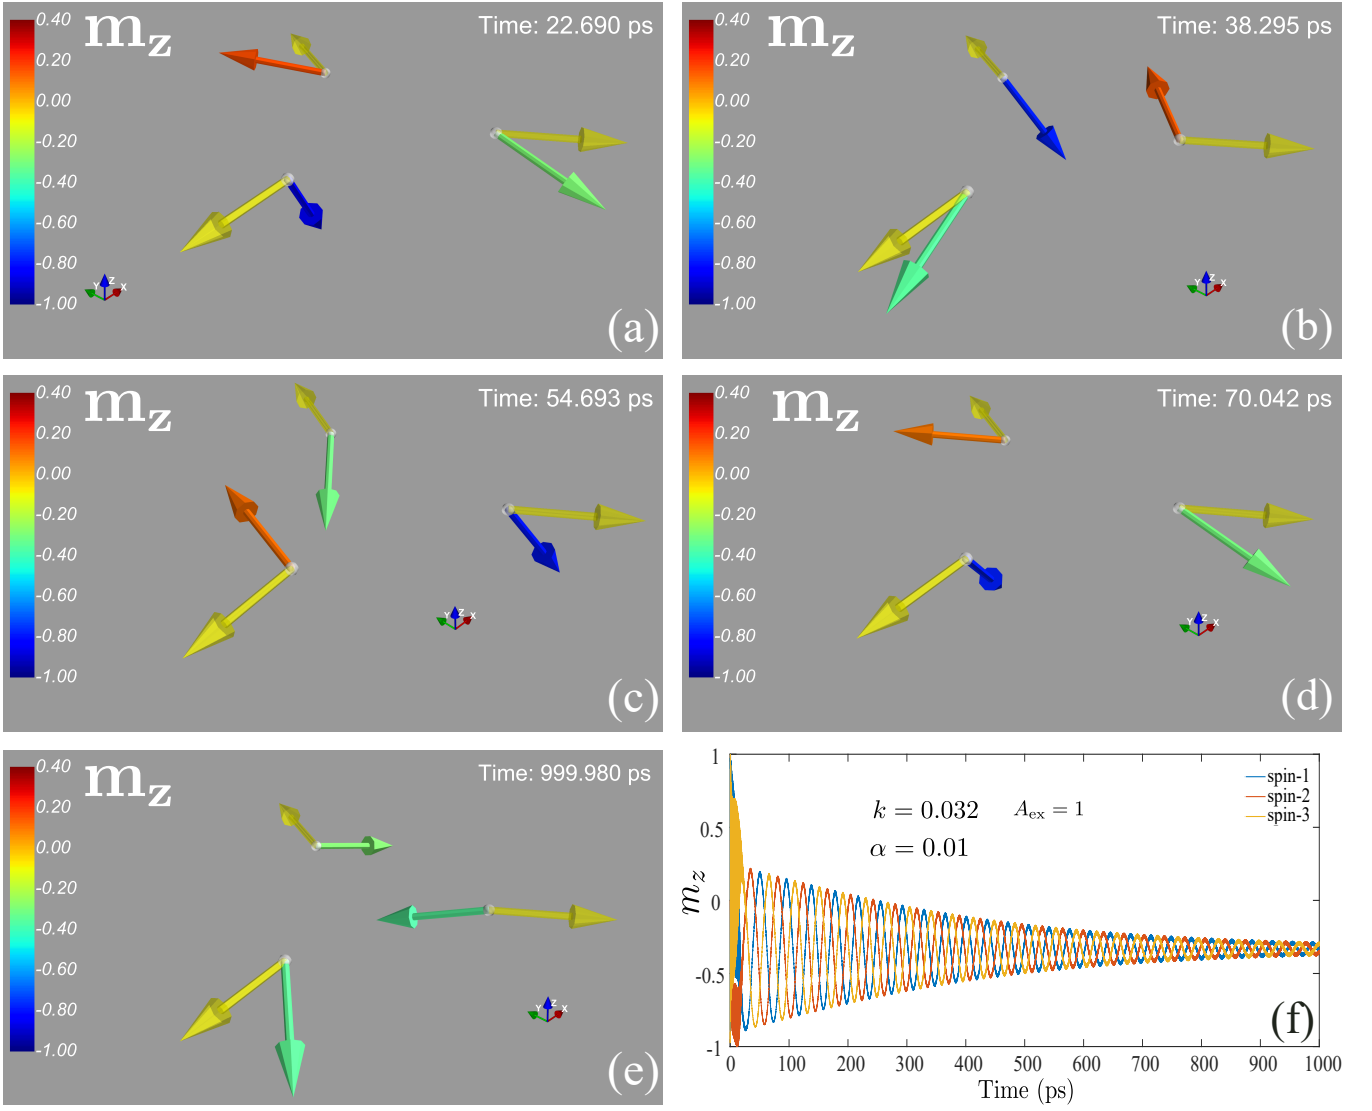 0.40
0.20
0.00
-0.20
-0.40
-0.60
-0.80
-1.00
mz
Time: 22.690 ps
Y Z X
(a)
0.40
0.20
0.00
-0.20
-0.40
-0.60
-0.80
-1.00
mz
Time: 38.295 ps
Y Z X
(b)
0.40
0.20
0.00
-0.20
-0.40
-0.60
-0.80
-1.00
mz
Time: 54.693 ps
Y Z X
(c)
0.40
0.20
0.00
-0.20
-0.40
-0.60
-0.80
-1.00
mz
Time: 70.042 ps
Y Z X
(d)
0.40
0.20
0.00
-0.20
-0.40
-0.60
-0.80
-1.00
mz
Time: 999.980 ps
Y Z X
(e)
1
0.5
0
-0.5
-1
mz
k = 0.032
Aex = 1
α = 0.01
spin-1
spin-2
spin-3
(f)
0 100 200 300 400 500 600 700 800 900 1000
Time (ps)